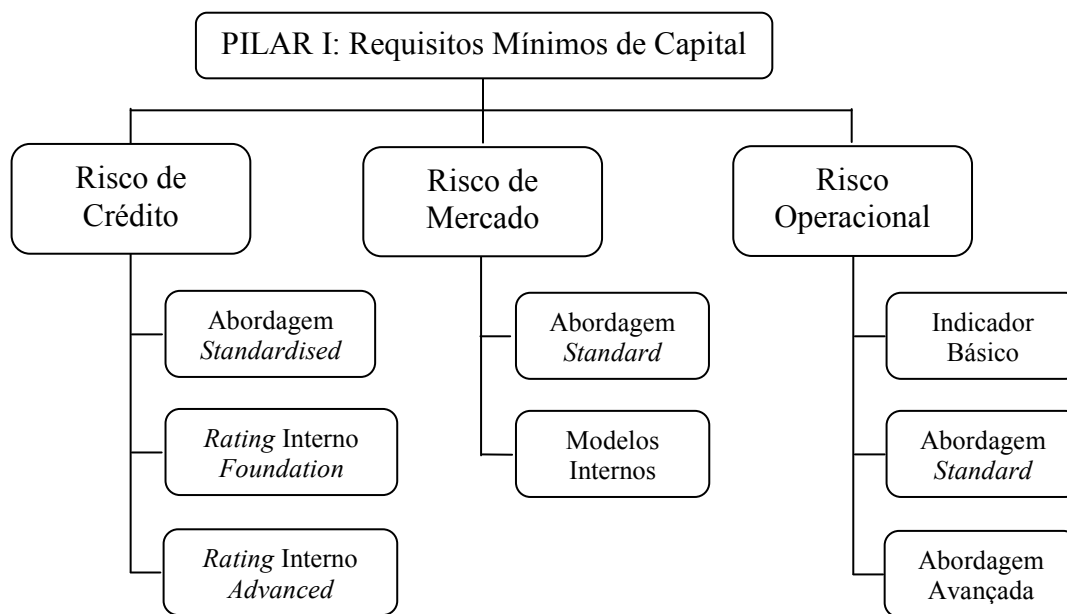 PILAR I: Requisitos Mínimos de Capital
Risco de
Crédito
Risco de
Mercado
Risco
Operacional
Abordagem
Standardised
Abordagem
Standard
Indicador
Básico
Rating Interno
Foundation
Modelos
Internos
Abordagem
Standard
Rating Interno
Advanced
Abordagem
Avançada